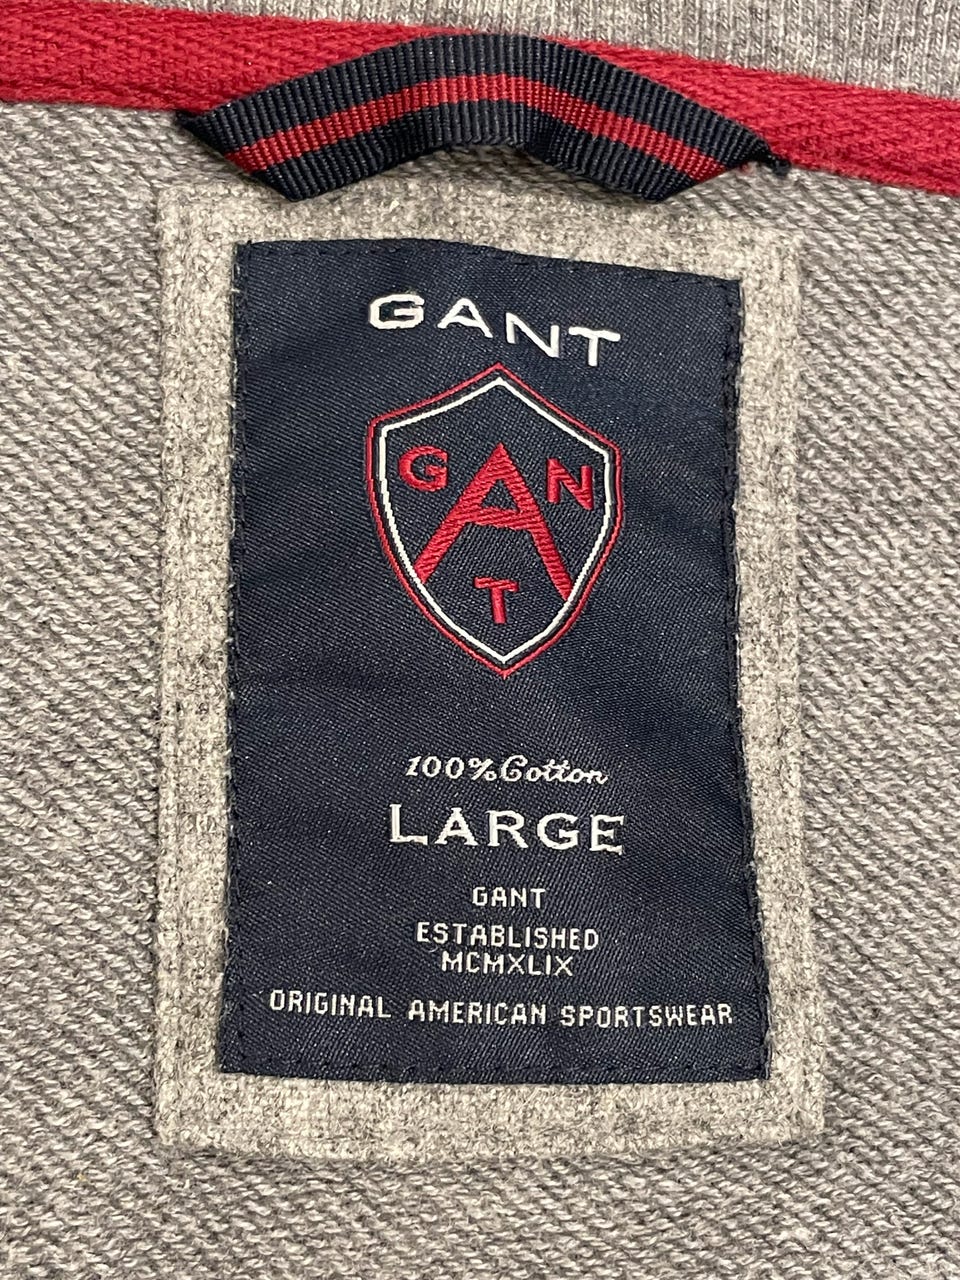 GANT
G A N
T
100% Cotton
LARGE
GANT
ESTABLISHED
MCMXLIX
ORIGINAL AMERICAN SPORTSWEAR